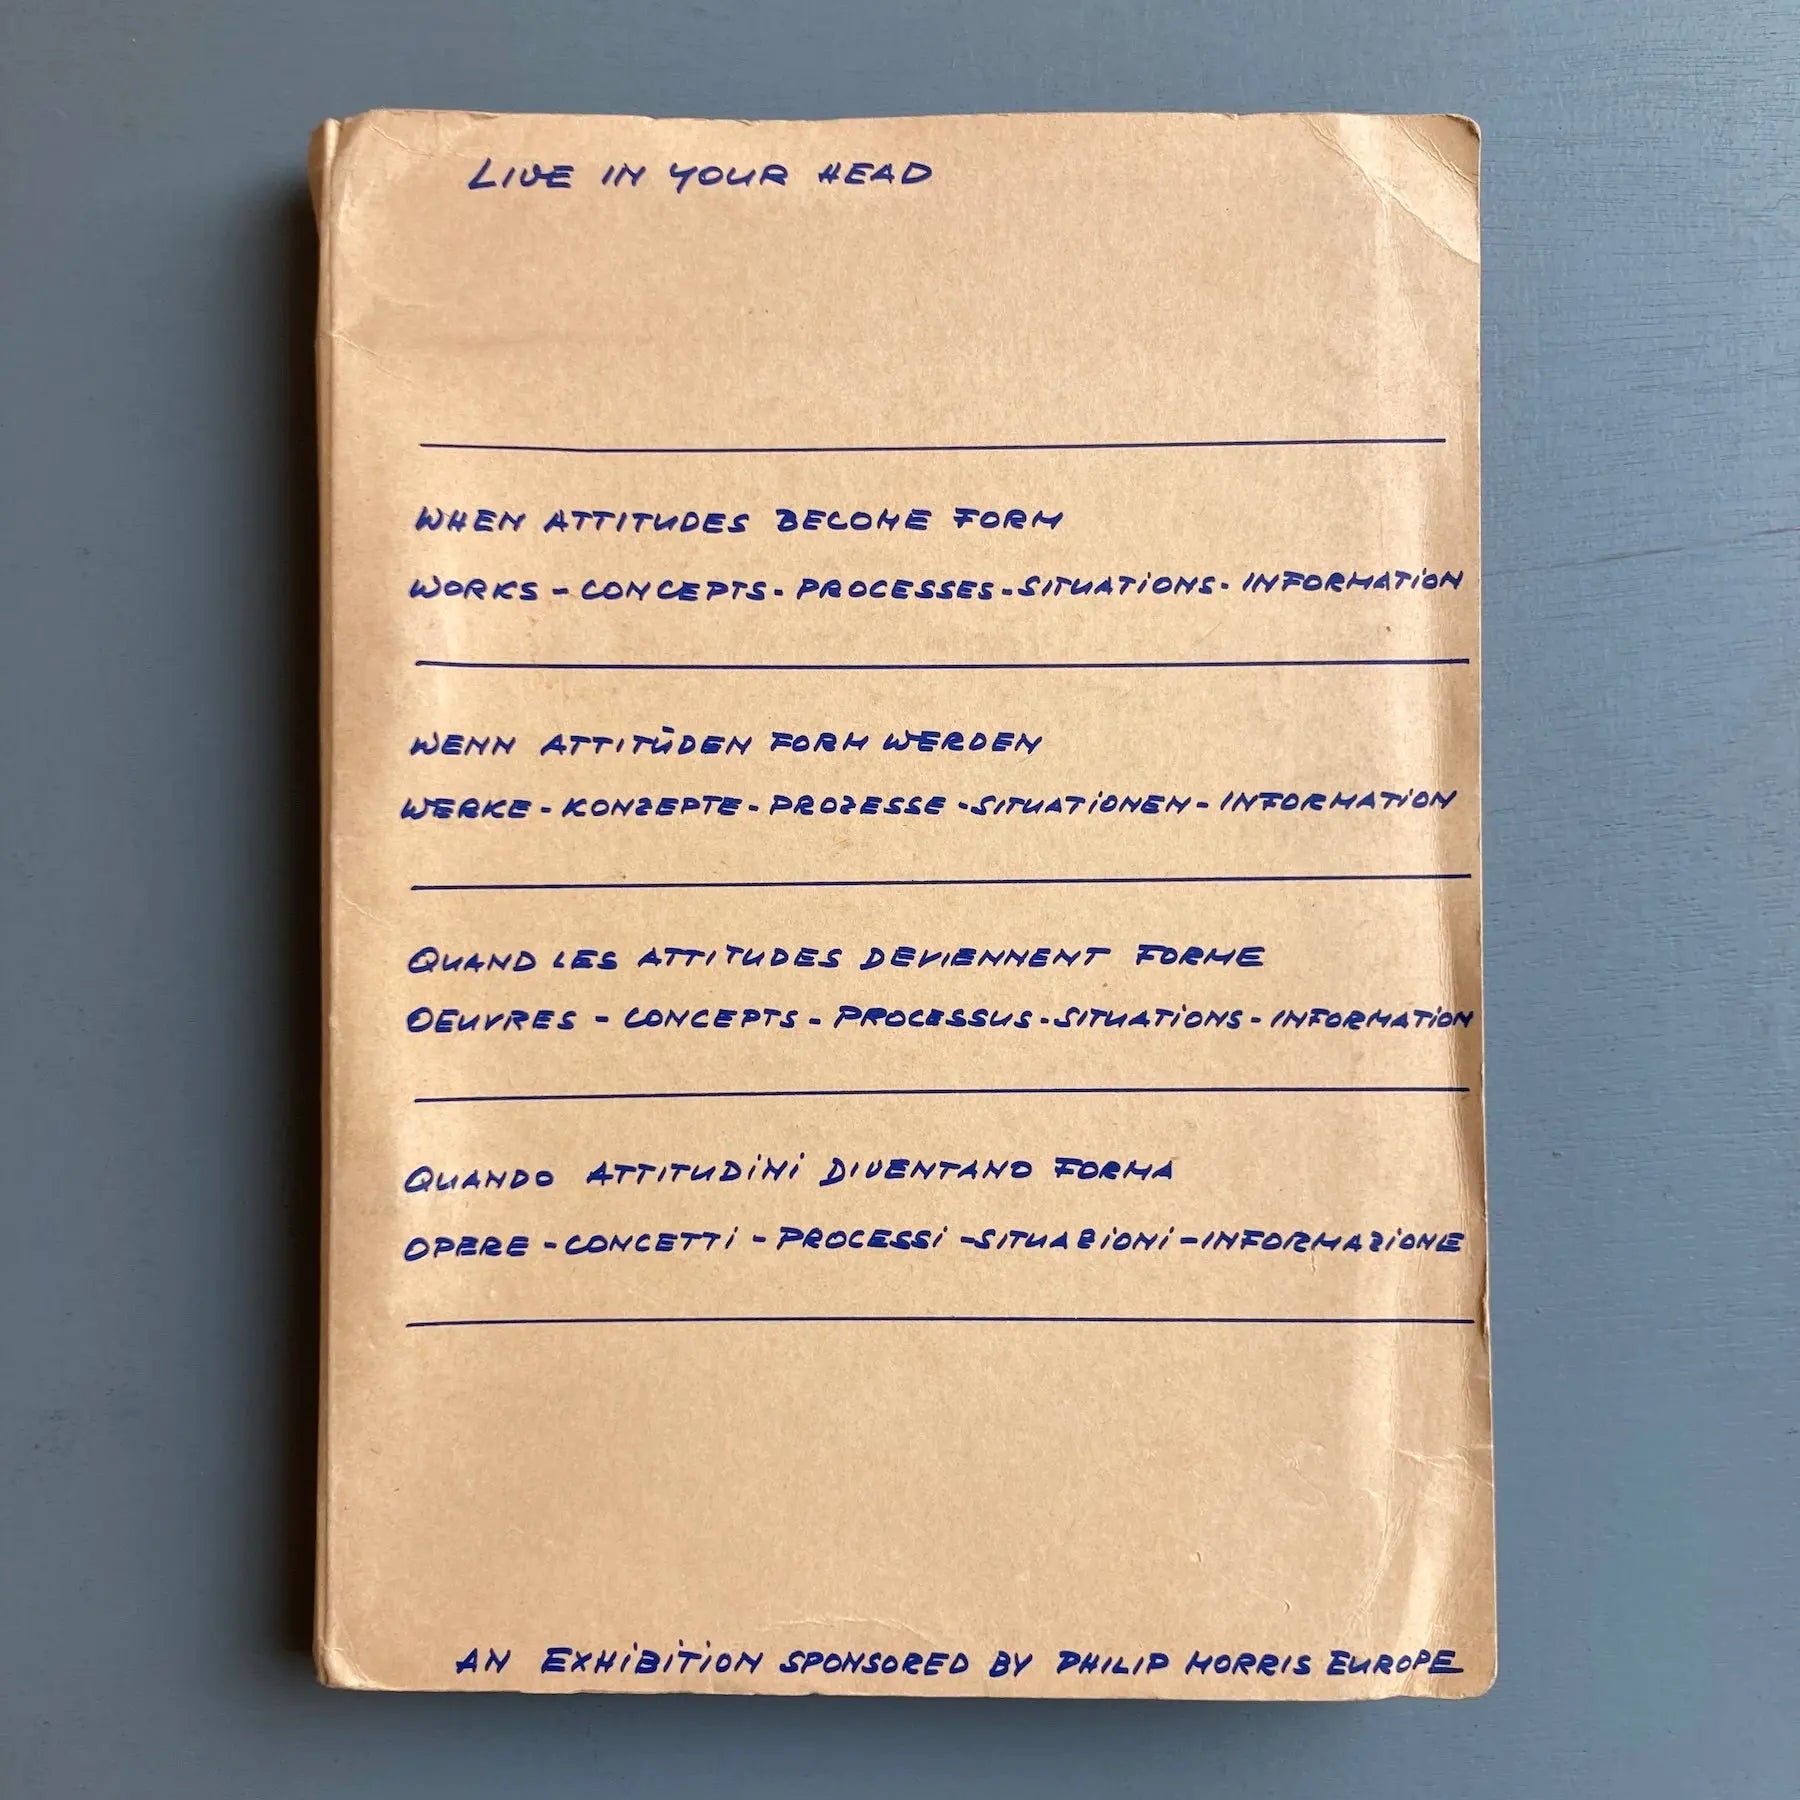 LIVE IN YOUR HEAD
WHEN ATTITUDES BECOME FORM
WORKS - CONCEPTS - PROCESSES - SITUATIONS - INFORMATION
WENN ATTITÜDEN FORM WERDEN
WERKE - KONZEPTE - PROZESSE - SITUATIONEN - INFORMATION
QUAND LES ATTITUDES DEVIENNENT FORME
OEUVRES - CONCEPTS - PROCESSUS - SITUATIONS - INFORMATION
QUANDO ATTITUDINI DIVENTANO FORMA
OPERE - CONCETTI - PROCESSI - SITUAZIONI - INFORMAZIONE
AN EXHIBITION SPONSORED BY PHILIP MORRIS EUROPE